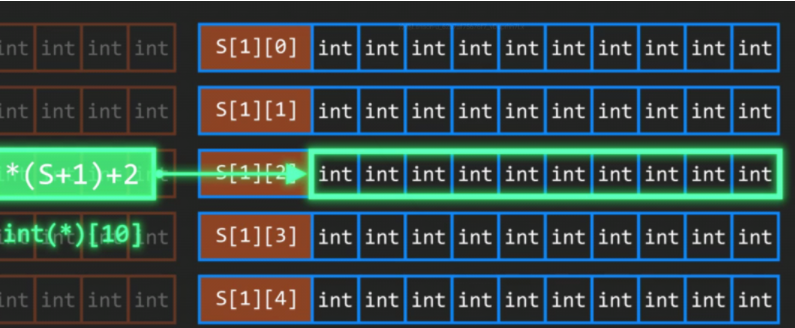 int int int int S[1][0] int int int int int int int int int int
int int int int S[1][1] int int int int int int int int int int
*(S+1)+2 S[1][2] int int int int int int int int int int
int(*)[10] S[1][3] int int int int int int int int int int
int int int int S[1][4] int int int int int int int int int int